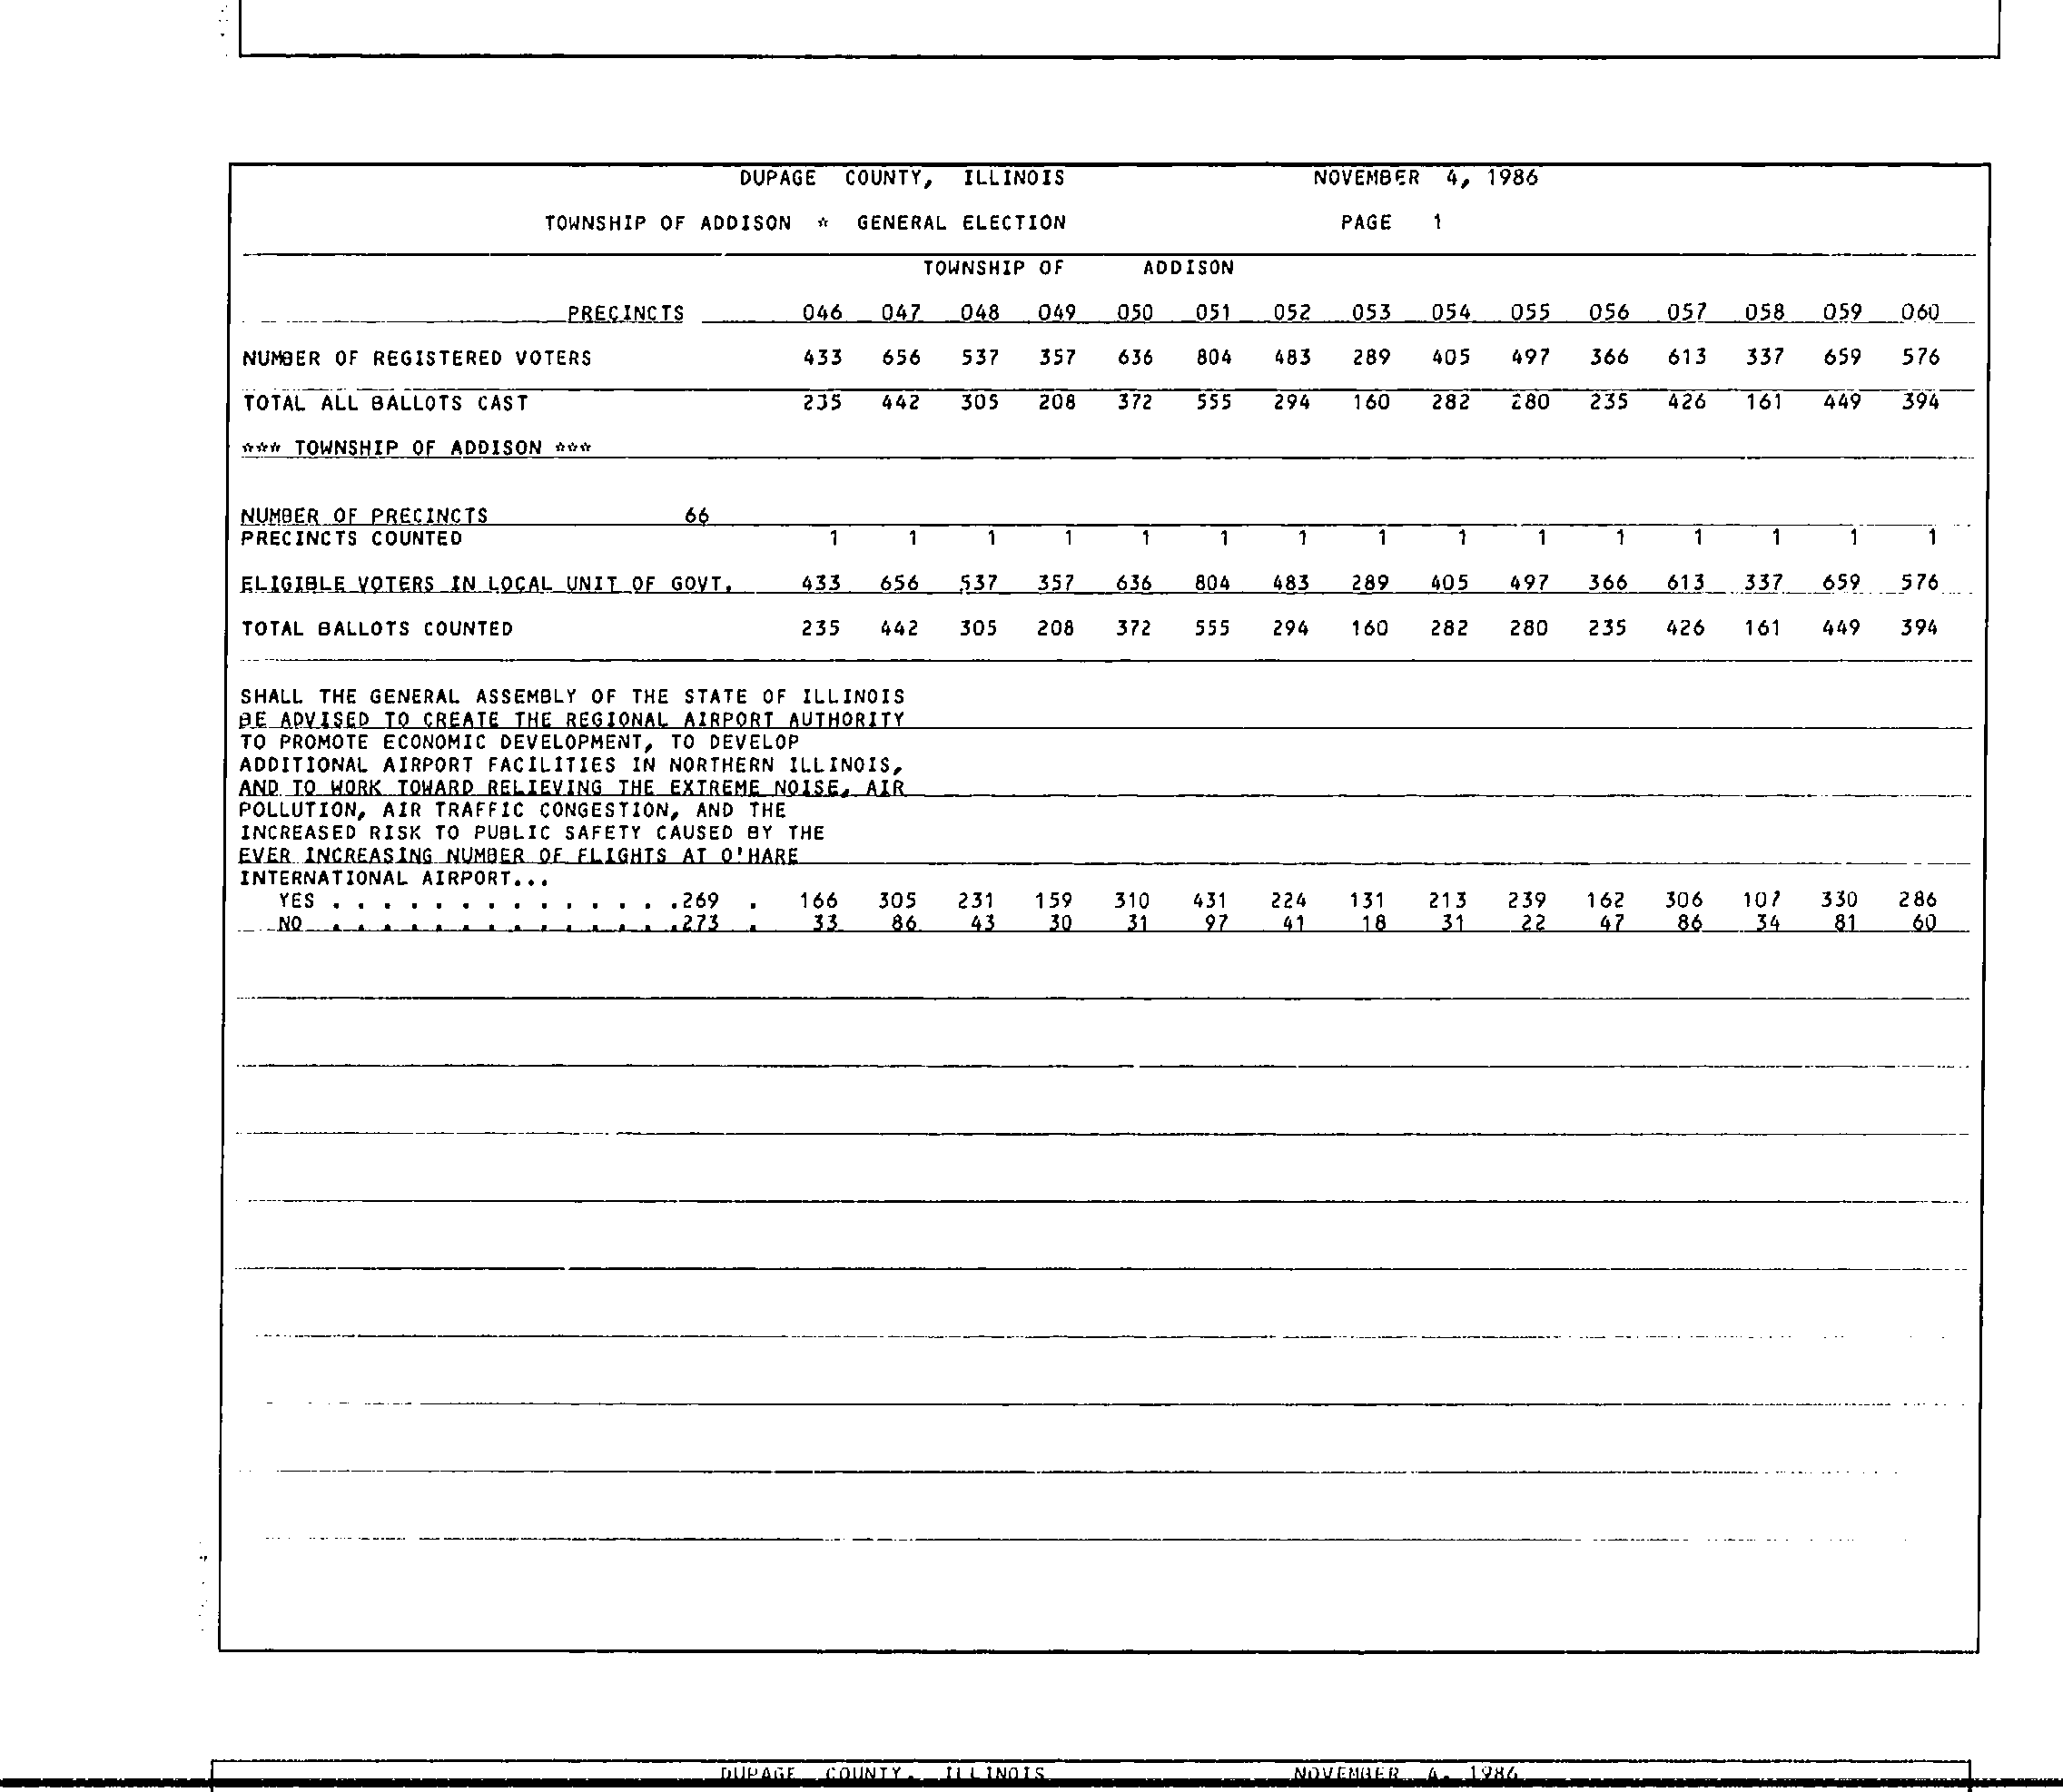 DUPAGE COUNTY, ILLINOIS NOVEMBER 4, 1986
TOWNSHIP OF ADDISON * GENERAL ELECTION PAGE 1
TOWNSHIP OF ADDISON
PRECINCTS 046 047 048 049 050 051 052 053 054 055 056 057 058 059 060
NUMBER OF REGISTERED VOTERS 433 656 537 357 636 804 483 289 405 497 366 613 337 659 576
TOTAL ALL BALLOTS CAST 235 442 305 208 372 555 294 160 282 280 235 426 161 449 394
*** TOWNSHIP OF ADDISON ***
NUMBER OF PRECINCTS 66
PRECINCTS COUNTED 1 1 1 1 1 1 1 1 1 1 1 1 1 1 1
ELIGIBLE VOTERS IN LOCAL UNIT OF GOVT. 433 656 537 357 636 804 483 289 405 497 366 613 337 659 576
TOTAL BALLOTS COUNTED 235 442 305 208 372 555 294 160 282 280 235 426 161 449 394
SHALL THE GENERAL ASSEMBLY OF THE STATE OF ILLINOIS
BE ADVISED TO CREATE THE REGIONAL AIRPORT AUTHORITY
TO PROMOTE ECONOMIC DEVELOPMENT, TO DEVELOP
ADDITIONAL AIRPORT FACILITIES IN NORTHERN ILLINOIS,
AND TO WORK TOWARD RELIEVING THE EXTREME NOISE, AIR
POLLUTION, AIR TRAFFIC CONGESTION, AND THE
INCREASED RISK TO PUBLIC SAFETY CAUSED BY THE
EVER INCREASING NUMBER OF FLIGHTS AT O'HARE
INTERNATIONAL AIRPORT...
YES . . . . . . . . . . . . . .269 . 166 305 231 159 310 431 224 131 213 239 162 306 107 330 286
NO . . . . . . . . . . . . . .273 . 33 86 43 30 31 97 41 18 31 22 47 86 34 81 60
DUPAGE COUNTY, ILLINOIS NOVEMBER 4, 1986